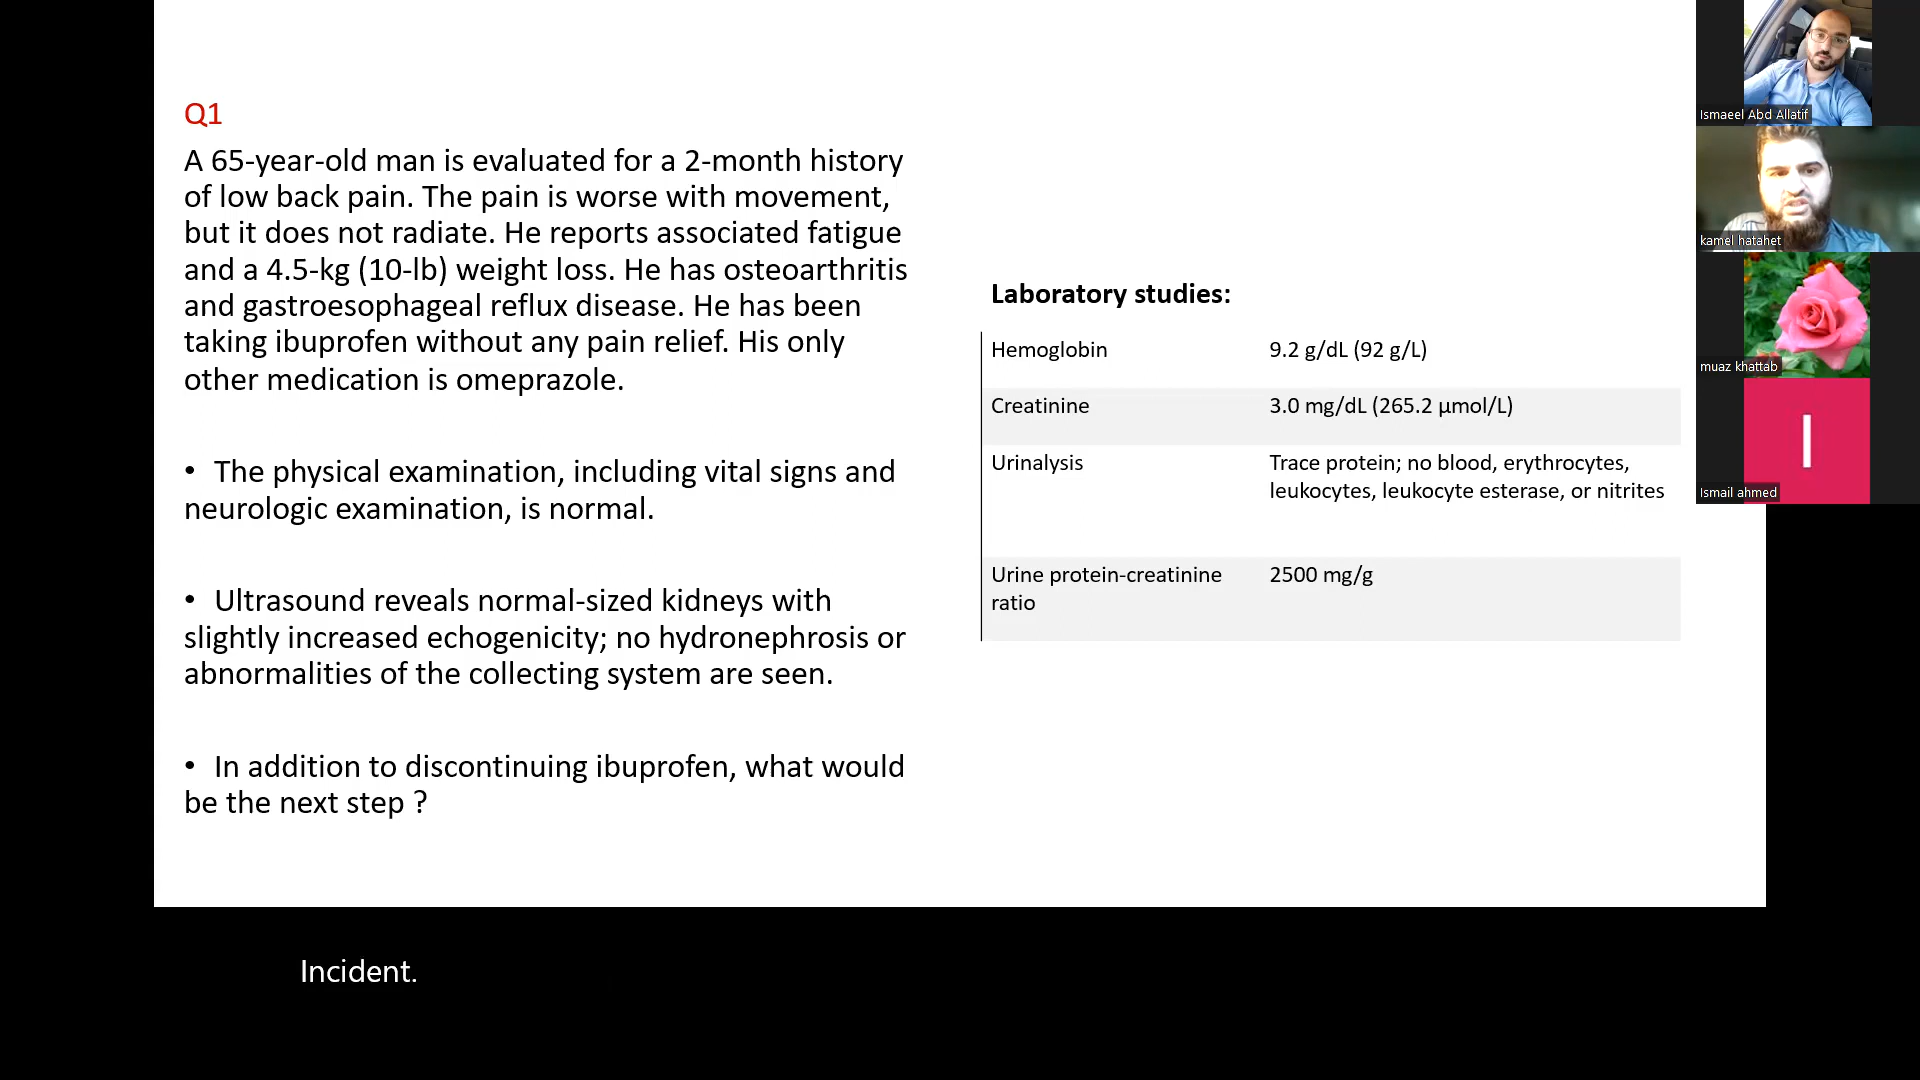 Q1
A 65-year-old man is evaluated for a 2-month history
of low back pain. The pain is worse with movement,
but it does not radiate. He reports associated fatigue
and a 4.5-kg (10-lb) weight loss. He has osteoarthritis
and gastroesophageal reflux disease. He has been
taking ibuprofen without any pain relief. His only
other medication is omeprazole.
• The physical examination, including vital signs and
neurologic examination, is normal.
• Ultrasound reveals normal-sized kidneys with
slightly increased echogenicity; no hydronephrosis or
abnormalities of the collecting system are seen.
• In addition to discontinuing ibuprofen, what would
be the next step ?
Laboratory studies:
Hemoglobin 9.2 g/dL (92 g/L)
Creatinine 3.0 mg/dL (265.2 µmol/L)
Urinalysis Trace protein; no blood, erythrocytes,
leukocytes, leukocyte esterase, or nitrites
Urine protein-creatinine 2500 mg/g
ratio
Ismaeel Abd Allatif
kamel hatahet
muaz khattab
I
Ismail ahmed
Incident.